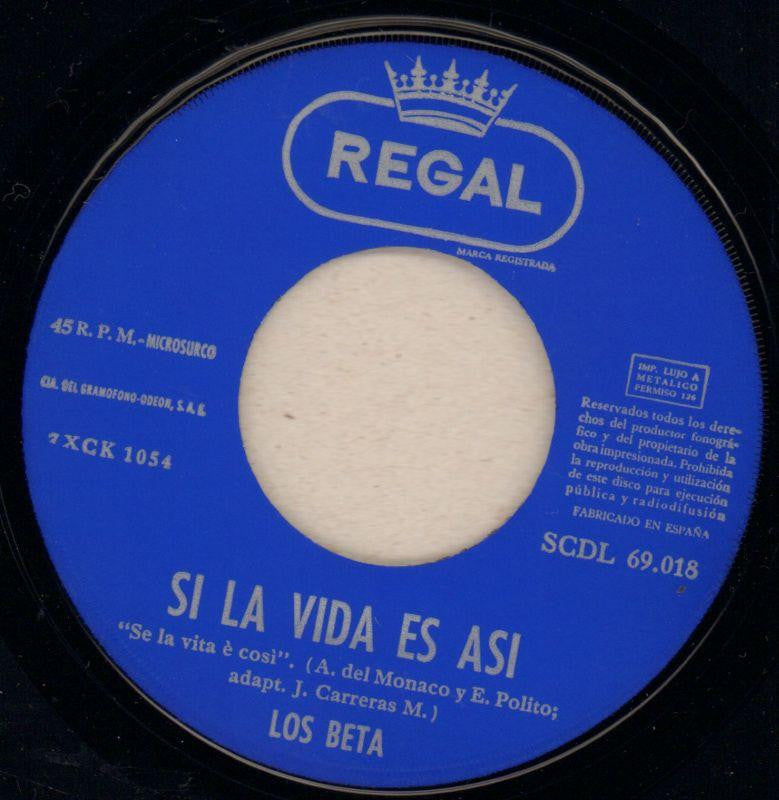 REGAL
MARCA REGISTRADA
45 R. P. M.-MICROSURCO
CIA. DEL GRAMOFONO-ODEON, S. A. E.
7 XCK 1054
IMP. LUJO A
METALICO
PERMISO 126
Reservados todos los dere-
chos del productor fonográ-
fico y del propietario de la
obra impresionada. Prohibida
la reproducción y utilización
de este disco para ejecución
pública y radiodifusión
FABRICADO EN ESPAÑA
SCDL 69.018
SI LA VIDA ES ASI
"Se la vita è così". (A. del Monaco y E. Polito;
adapt. J. Carreras M.)
LOS BETA